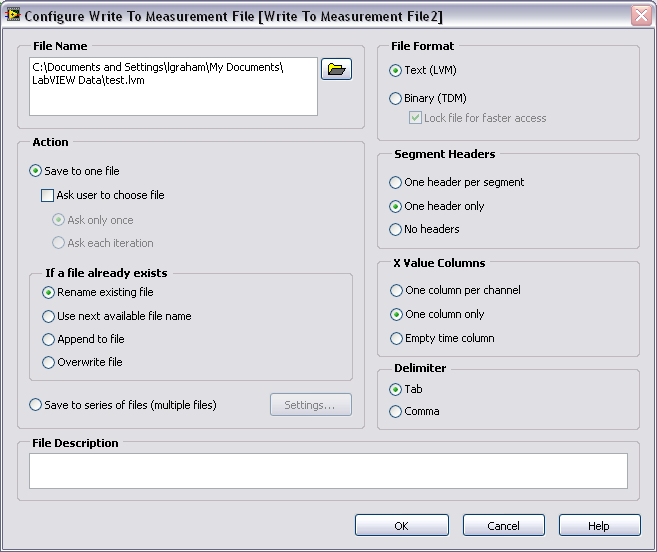 Configure Write To Measurement File [Write To Measurement File2]
File Name
C:\Documents and Settings\lgraham\My Documents\
LabVIEW Data\test.lvm
Action
Save to one file
Ask user to choose file
Ask only once
Ask each iteration
If a file already exists
Rename existing file
Use next available file name
Append to file
Overwrite file
Save to series of files (multiple files)
Settings...
File Format
Text (LVM)
Binary (TDM)
Lock file for faster access
Segment Headers
One header per segment
One header only
No headers
X Value Columns
One column per channel
One column only
Empty time column
Delimiter
Tab
Comma
File Description
OK
Cancel
Help